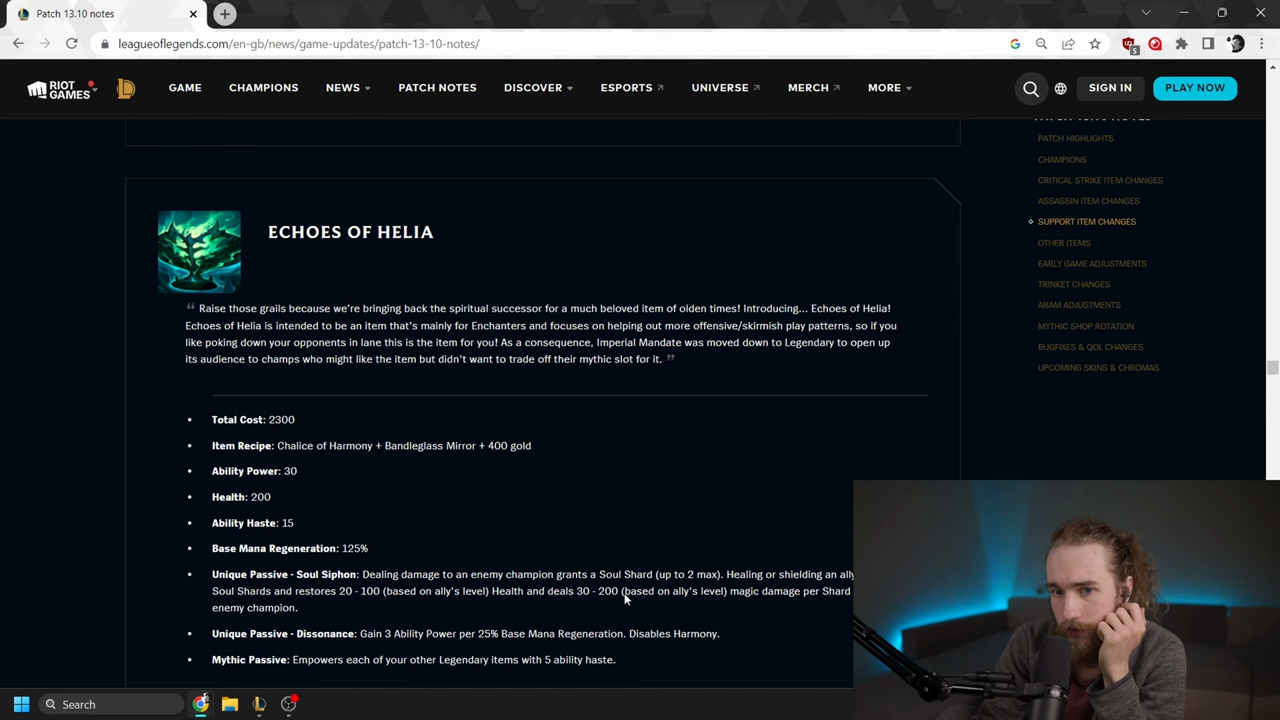 Patch 13.10 notes
leagueoflegends.com/en-gb/news/game-updates/patch-13-10-notes/
5
RIOT GAMES
GAME
CHAMPIONS
NEWS
PATCH NOTES
DISCOVER
ESPORTS
UNIVERSE
MERCH
MORE
SIGN IN
PLAY NOW
PATCH HIGHLIGHTS
CHAMPIONS
CRITICAL STRIKE ITEM CHANGES
ASSASSIN ITEM CHANGES
SUPPORT ITEM CHANGES
OTHER ITEMS
EARLY GAME ADJUSTMENTS
TRINKET CHANGES
ARAM ADJUSTMENTS
MYTHIC SHOP ROTATION
BUGFIXES & QOL CHANGES
UPCOMING SKINS & CHROMAS
ECHOES OF HELIA
“ Raise those grails because we're bringing back the spiritual successor for a much beloved item of olden times! Introducing... Echoes of Helia!
Echoes of Helia is intended to be an item that's mainly for Enchanters and focuses on helping out more offensive/skirmish play patterns, so if
you like poking down your opponents in lane this is the item for you! As a consequence, Imperial Mandate was moved down to Legendary to open up
its audience to champs who might like the item but didn't want to trade off their mythic slot for it. ”
• Total Cost: 2300
• Item Recipe: Chalice of Harmony + Bandleglass Mirror + 400 gold
• Ability Power: 30
• Health: 200
• Ability Haste: 15
• Base Mana Regeneration: 125%
• Unique Passive - Soul Siphon: Dealing damage to an enemy champion grants a Soul Shard (up to 2 max). Healing or shielding an ally
Soul Shards and restores 20 - 100 (based on ally's level) Health and deals 30 - 200 (based on ally's level) magic damage per Shard
enemy champion.
• Unique Passive - Dissonance: Gain 3 Ability Power per 25% Base Mana Regeneration. Disables Harmony.
• Mythic Passive: Empowers each of your other Legendary items with 5 ability haste.
Search